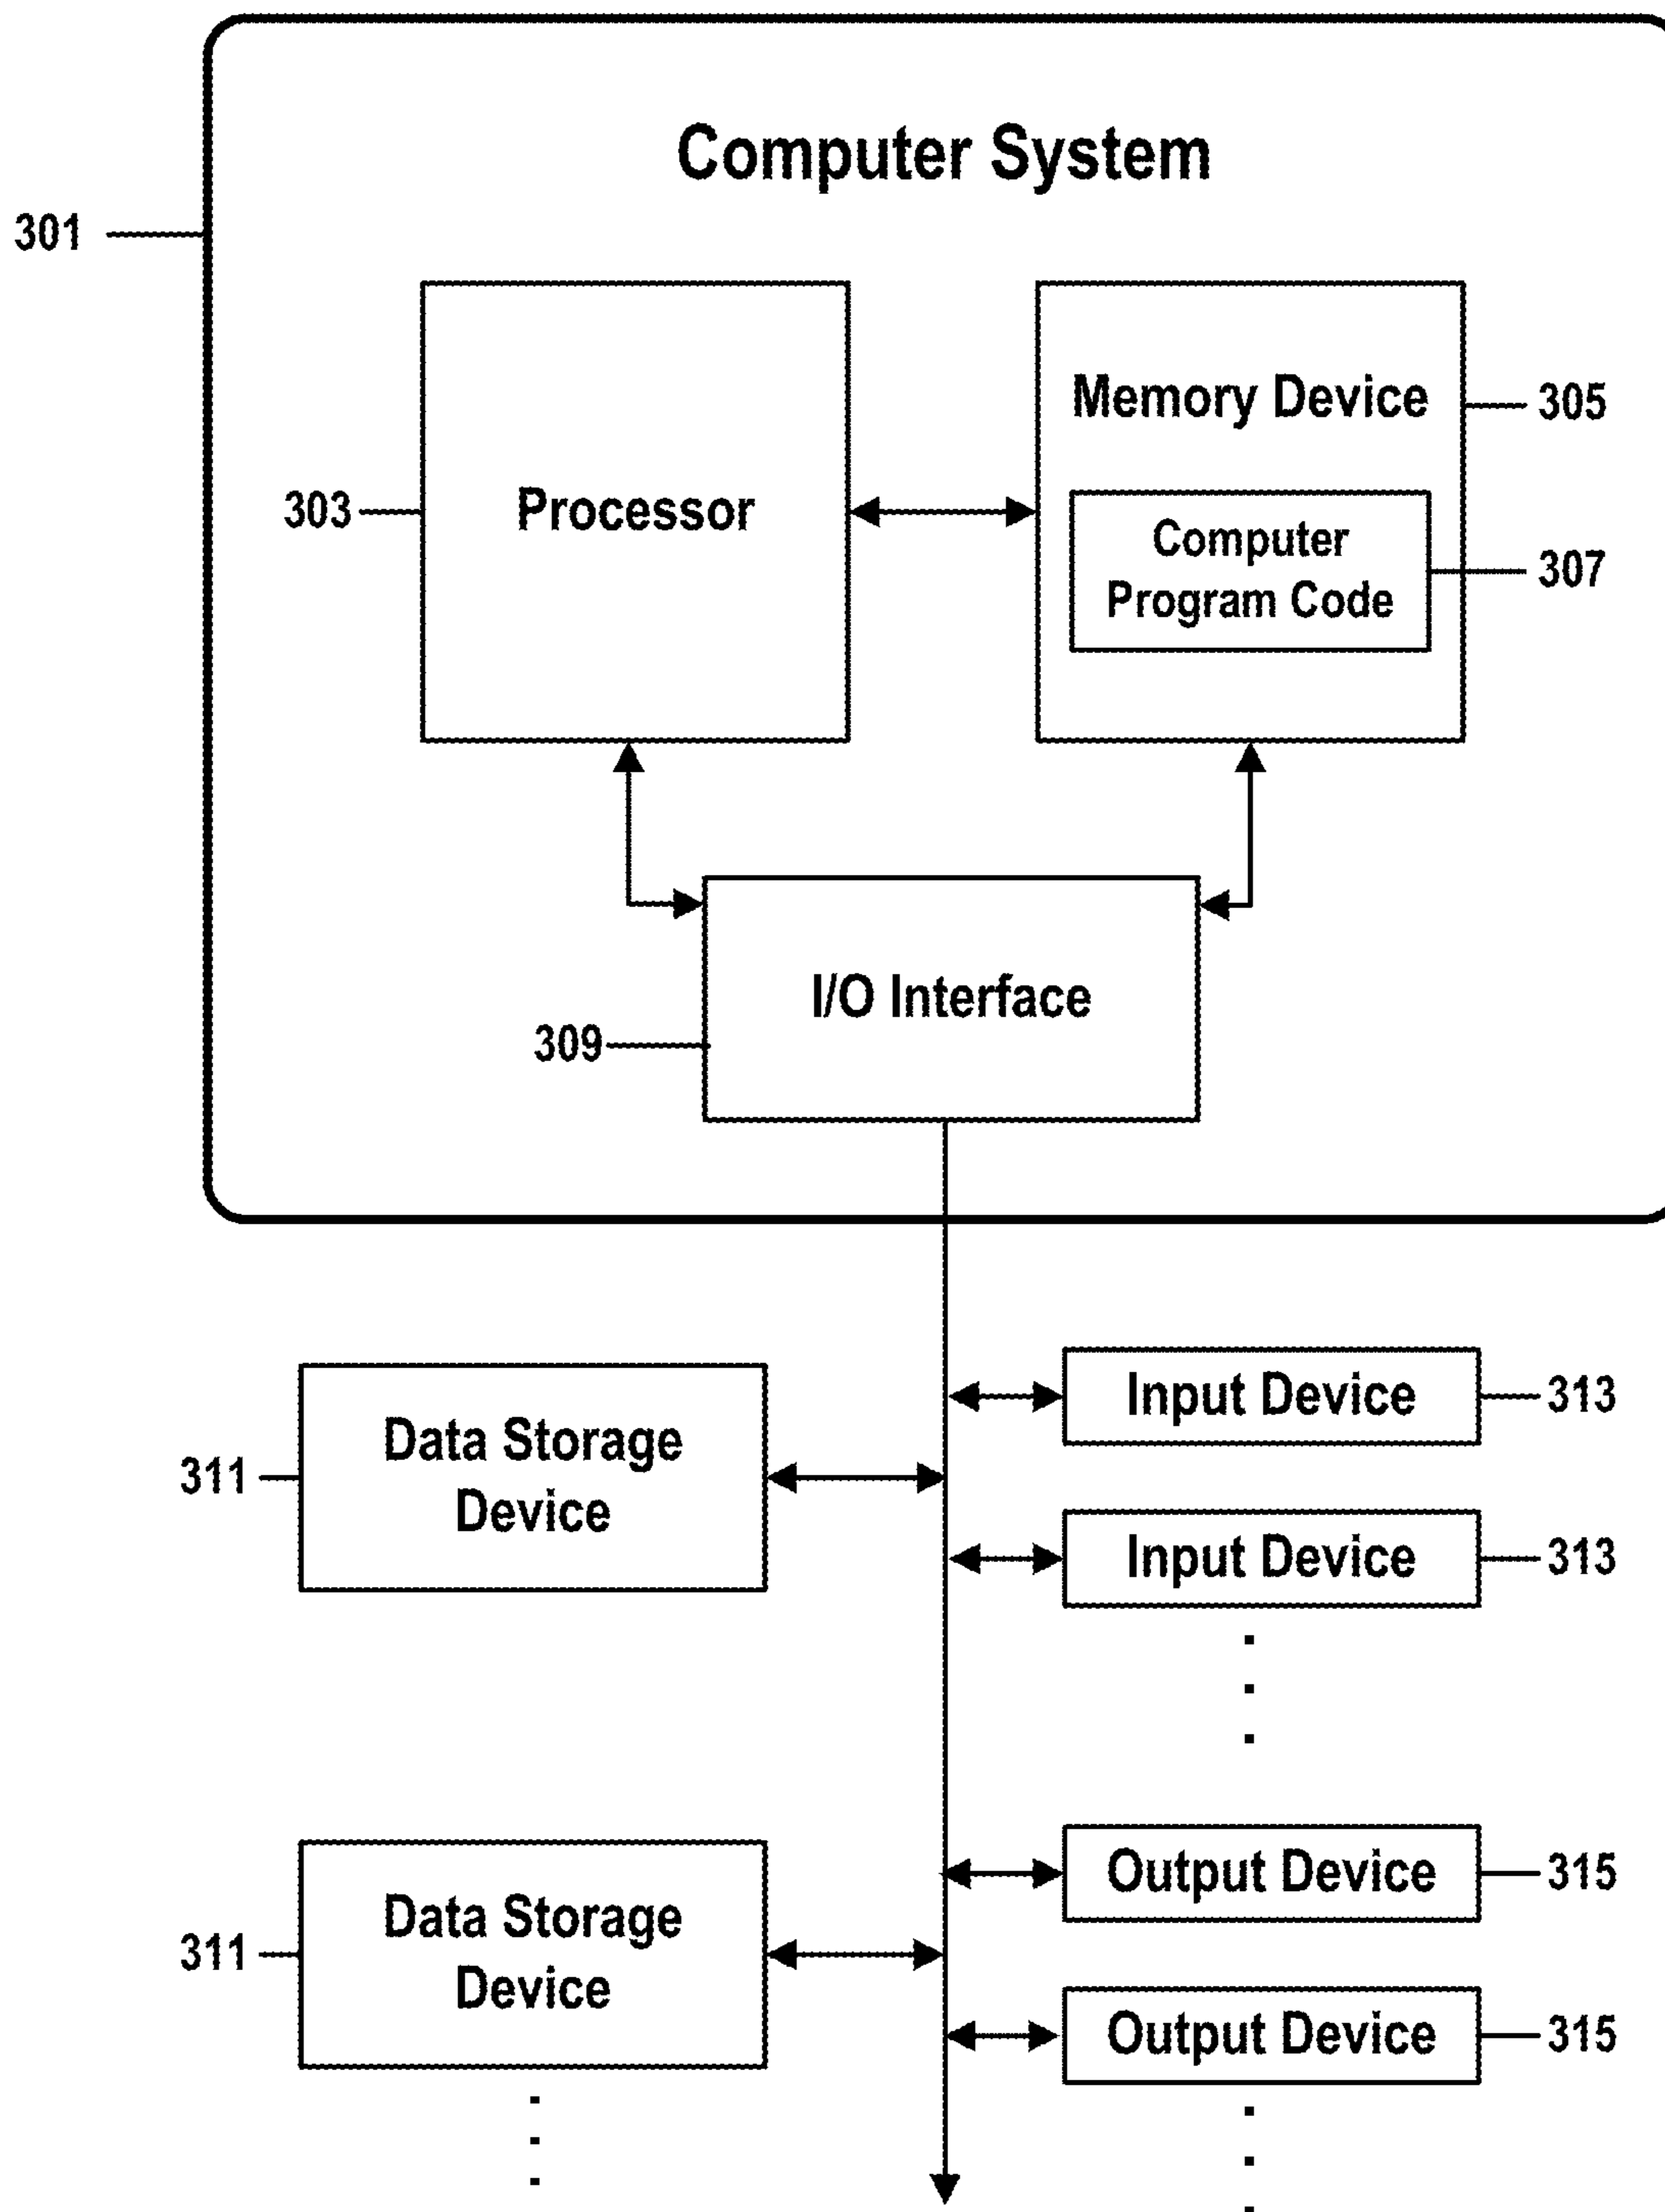 Computer System
301
Memory Device
305
303
Processor
Computer
Program Code
307
I/O Interface
309
Input Device
313
Data Storage
Device
311
Input Device
313
Output Device
315
Data Storage
Device
311
Output Device
315